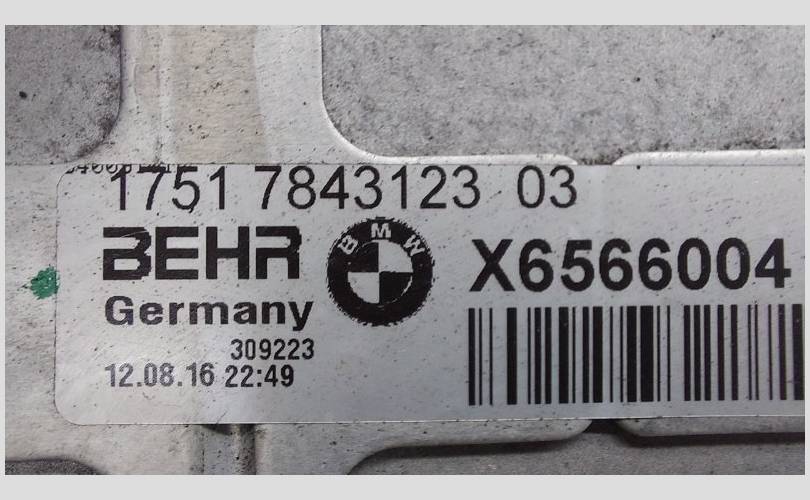 1751 7843123 03
BEHR
BMW
X6566004
Germany
309223
12.08.16 22:49